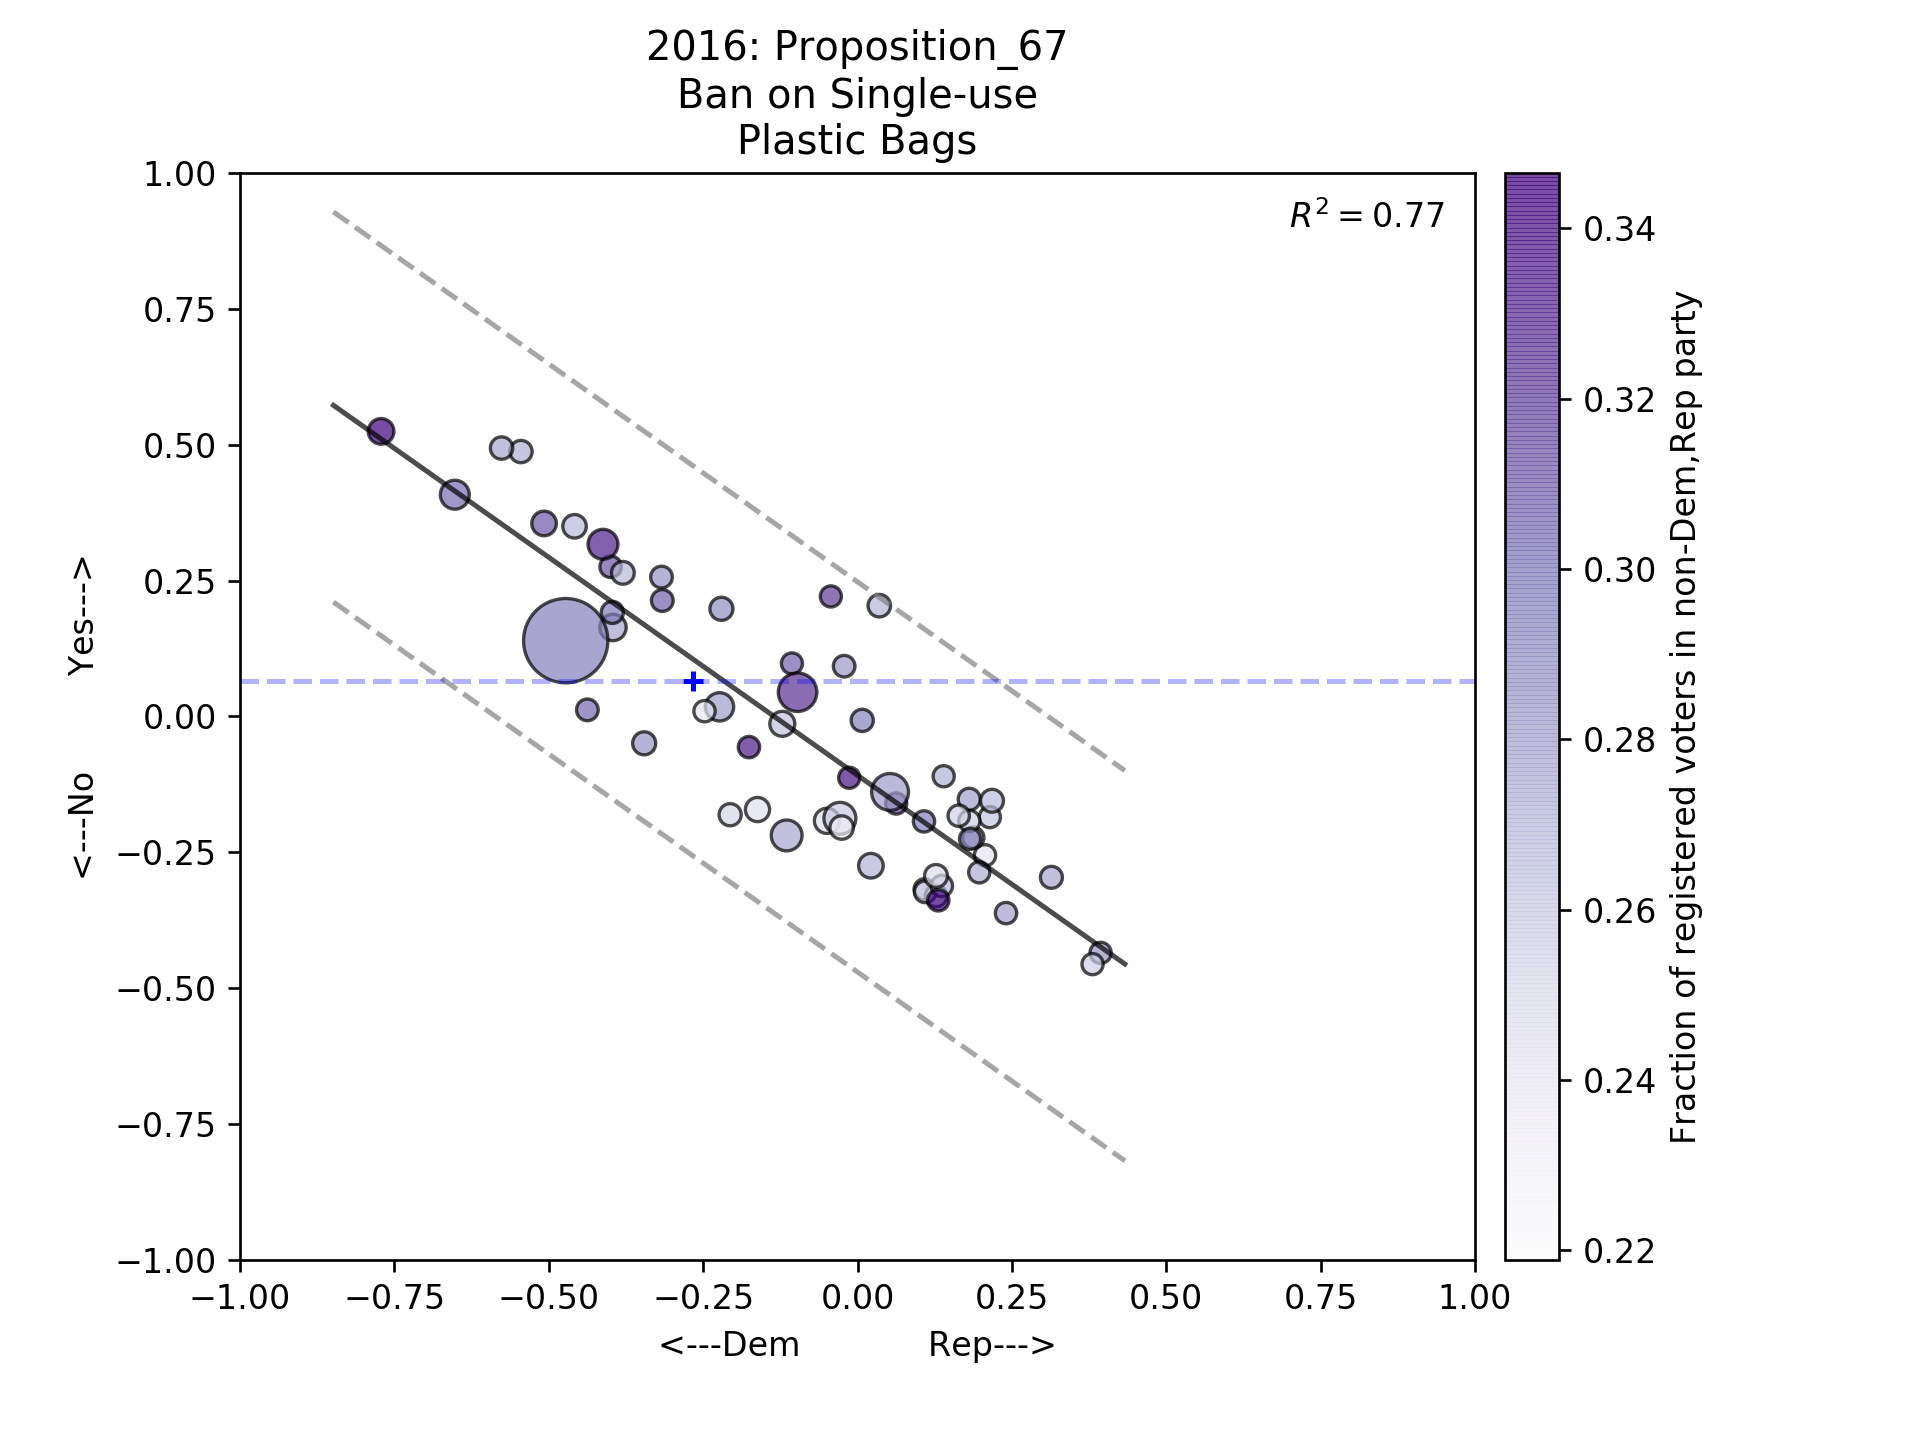 2016: Proposition_67
Ban on Single-use
Plastic Bags
R² = 0.77
1.00
0.75
0.50
0.25
0.00
−0.25
−0.50
−0.75
−1.00
<---No Yes--->
−1.00 −0.75 −0.50 −0.25 0.00 0.25 0.50 0.75 1.00
<---Dem Rep--->
0.34
0.32
0.30
0.28
0.26
0.24
0.22
Fraction of registered voters in non-Dem,Rep party